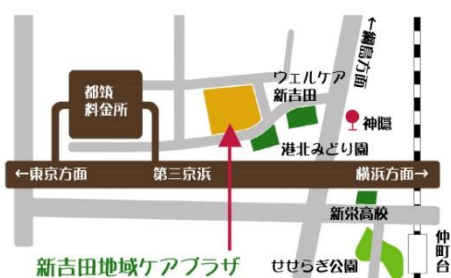 ←綱島方面
ウェルケア
新吉田
都筑
料金所
神隠
港北みどり園
←東京方面
第三京浜
横浜方面→
新栄高校
仲町台
新吉田地域ケアプラザ
せせらぎ公園